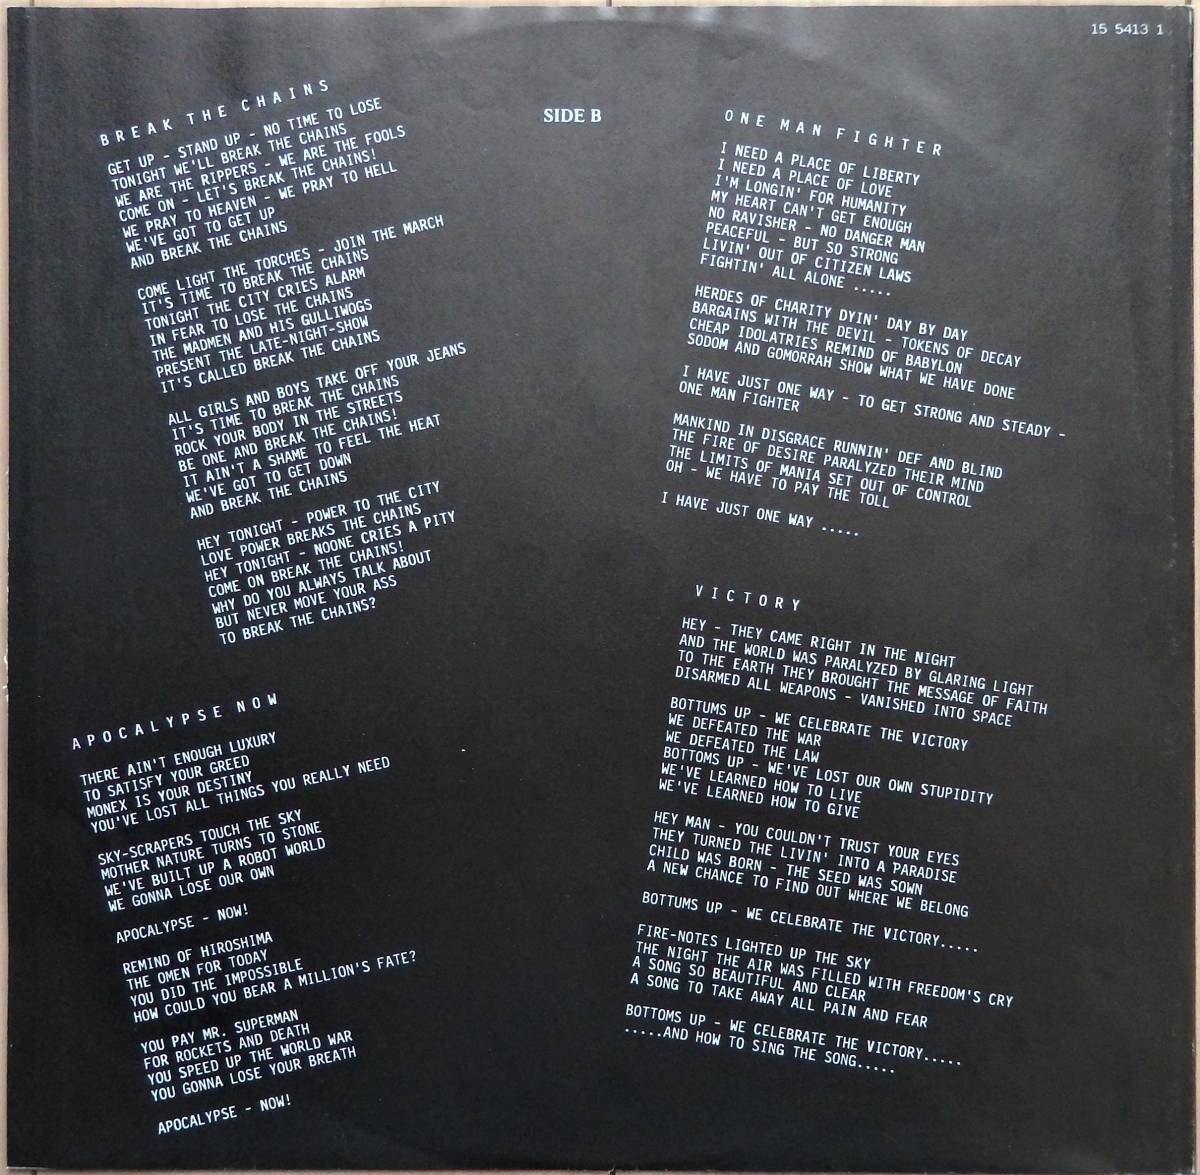 15 5413 1
SIDE B
BREAK THE CHAINS
GET UP - STAND UP - NO TIME TO LOSE
TONIGHT WE'LL BREAK THE CHAINS
WE ARE THE RIPPERS - WE ARE THE FOOLS
COME ON - LET'S BREAK THE CHAINS!
WE PRAY TO HEAVEN - WE PRAY TO HELL
WE'VE GOT TO GET UP
AND BREAK THE CHAINS
COME LIGHT THE TORCHES - JOIN THE MARCH
IT'S TIME TO BREAK THE CHAINS
TONIGHT THE CITY CRIES ALARM
IN FEAR TO LOSE THE CHAINS
THE MADMEN AND HIS GULLIWOGS
PRESENT THE LATE-NIGHT-SHOW
IT'S CALLED BREAK THE CHAINS
ALL GIRLS AND BOYS TAKE OFF YOUR JEANS
IT'S TIME TO BREAK THE CHAINS
ROCK YOUR BODY IN THE STREETS
BE ONE AND BREAK THE CHAINS!
IT AIN'T A SHAME TO FEEL THE HEAT
WE'VE GOT TO GET DOWN
AND BREAK THE CHAINS
HEY TONIGHT - POWER TO THE CITY
LOVE POWER BREAKS THE CHAINS
HEY TONIGHT - NOONE CRIES A PITY
COME ON BREAK THE CHAINS!
WHY DO YOU ALWAYS TALK ABOUT
BUT NEVER MOVE YOUR ASS
TO BREAK THE CHAINS?
APOCALYPSE NOW
THERE AIN'T ENOUGH LUXURY
TO SATISFY YOUR GREED
MONEX IS YOUR DESTINY
YOU'VE LOST ALL THINGS YOU REALLY NEED
SKY-SCRAPERS TOUCH THE SKY
MOTHER NATURE TURNS TO STONE
WE'VE BUILT UP A ROBOT WORLD
WE GONNA LOSE OUR OWN
APOCALYPSE - NOW!
REMIND OF HIROSHIMA
THE OMEN FOR TODAY
YOU DID THE IMPOSSIBLE
HOW COULD YOU BEAR A MILLION'S FATE?
YOU PAY MR. SUPERMAN
FOR ROCKETS AND DEATH
YOU SPEED UP THE WORLD WAR
YOU GONNA LOSE YOUR BREATH
APOCALYPSE - NOW!
ONE MAN FIGHTER
I NEED A PLACE OF LIBERTY
I NEED A PLACE OF LOVE
I'M LONGIN' FOR HUMANITY
MY HEART CAN'T GET ENOUGH
NO RAVISHER - NO DANGER MAN
PEACEFUL - BUT SO STRONG
LIVIN' OUT OF CITIZEN LAWS
FIGHTIN' ALL ALONE .....
HERDES OF CHARITY DYIN' DAY BY DAY
BARGAINS WITH THE DEVIL - TOKENS OF DECAY
CHEAP IDOLATRIES REMIND OF BABYLON
SODOM AND GOMORRAH SHOW WHAT WE HAVE DONE
I HAVE JUST ONE WAY - TO GET STRONG AND STEADY -
ONE MAN FIGHTER
MANKIND IN DISGRACE RUNNIN' DEF AND BLIND
THE FIRE OF DESIRE PARALYZED THEIR MIND
THE LIMITS OF MANIA SET OUT OF CONTROL
OH - WE HAVE TO PAY THE TOLL
I HAVE JUST ONE WAY .....
VICTORY
HEY - THEY CAME RIGHT IN THE NIGHT
AND THE WORLD WAS PARALYZED BY GLARING LIGHT
TO THE EARTH THEY BROUGHT THE MESSAGE OF FAITH
DISARMED ALL WEAPONS - VANISHED INTO SPACE
BOTTUMS UP - WE CELEBRATE THE VICTORY
WE DEFEATED THE WAR
WE DEFEATED THE LAW
BOTTOMS UP - WE'VE LOST OUR OWN STUPIDITY
WE'VE LEARNED HOW TO LIVE
WE'VE LEARNED HOW TO GIVE
HEY MAN - YOU COULDN'T TRUST YOUR EYES
THEY TURNED THE LIVIN' INTO A PARADISE
CHILD WAS BORN - THE SEED WAS SOWN
A NEW CHANCE TO FIND OUT WHERE WE BELONG
BOTTUMS UP - WE CELEBRATE THE VICTORY.....
FIRE-NOTES LIGHTED UP THE SKY
THE NIGHT THE AIR WAS FILLED WITH FREEDOM'S CRY
A SONG SO BEAUTIFUL AND CLEAR
A SONG TO TAKE AWAY ALL PAIN AND FEAR
BOTTOMS UP - WE CELEBRATE THE VICTORY.....
.....AND HOW TO SING THE SONG.....